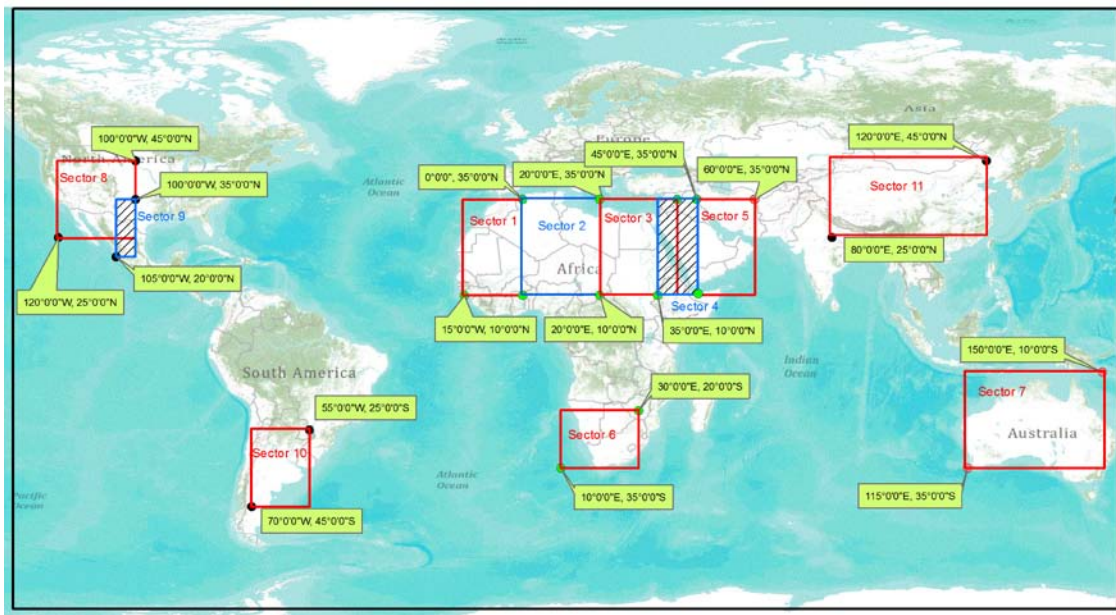 Arctic
Ocean
Asia
100°0'0"W, 45°0'0"N
North America
Sector 8
Europe
45°0'0"E, 35°0'0"N
120°0'0"E, 45°0'0"N
Atlantic
Ocean
0°0'0", 35°0'0"N
20°0'0"E, 35°0'0"N
60°0'0"E, 35°0'0"N
Sector 11
100°0'0"W, 35°0'0"N
Sector 9
Sector 1
Sector 2
Sector 3
Sector 5
80°0'0"E, 25°0'0"N
105°0'0"W, 20°0'0"N
Africa
120°0'0"W, 25°0'0"N
Sector 4
15°0'0"W, 10°0'0"N
20°0'0"E, 10°0'0"N
35°0'0"E, 10°0'0"N
150°0'0"E, 10°0'0"S
Indian
Ocean
South America
30°0'0"E, 20°0'0"S
Sector 7
55°0'0"W, 25°0'0"S
Sector 6
Australia
Sector 10
Atlantic
Ocean
10°0'0"E, 35°0'0"S
115°0'0"E, 35°0'0"S
Pacific
Ocean
70°0'0"W, 45°0'0"S